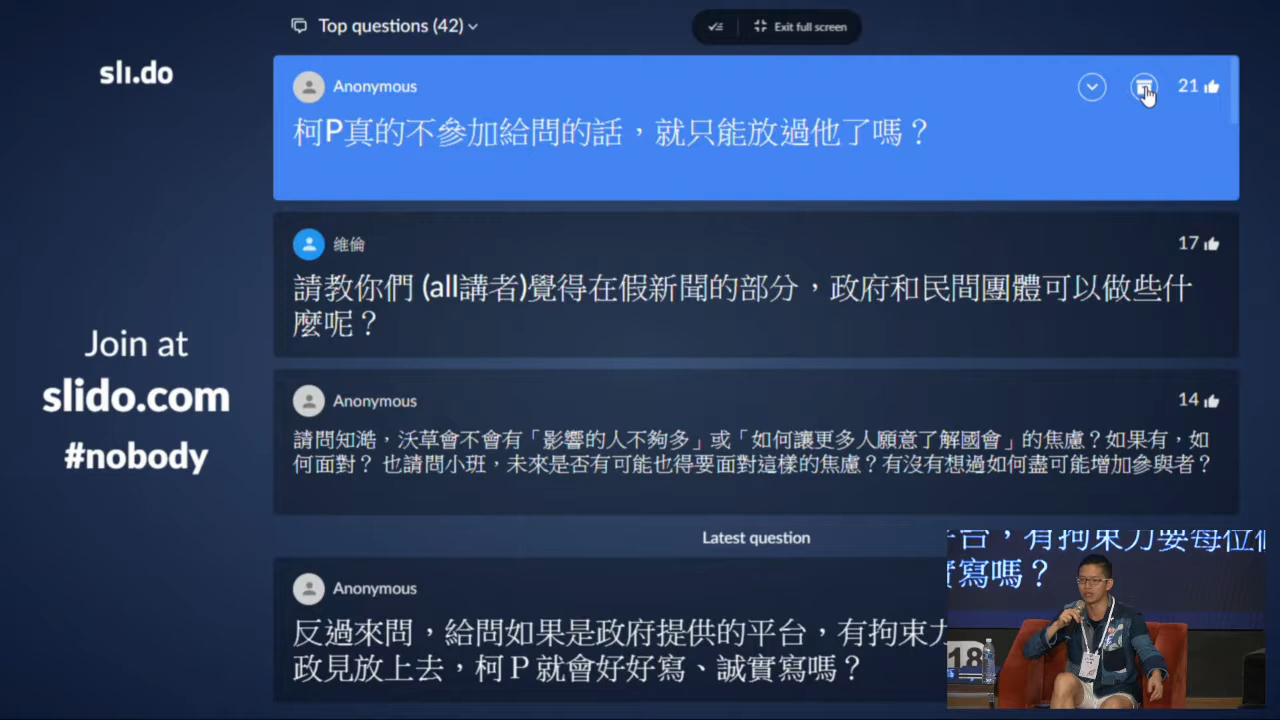 Top questions (42)
Exit full screen
sli.do
Anonymous
21
柯P真的不參加給問的話，就只能放過他了嗎？
維倫
17
請教你們 (all講者)覺得在假新聞的部分，政府和民間團體可以做些什
麼呢？
Join at
slido.com
#nobody
Anonymous
14
請問知澔，沃草會不會有「影響的人不夠多」或「如何讓更多人願意了解國會」的焦慮？如果有，如
何面對？ 也請問小班，未來是否有可能也得要面對這樣的焦慮？有沒有想過如何盡可能增加參與者？
Latest question
Anonymous
反過來問，給問如果是政府提供的平台，有拘束力
政見放上去，柯P就會好好寫、誠實寫嗎？
平台，有拘束力要每位
實寫嗎？
18